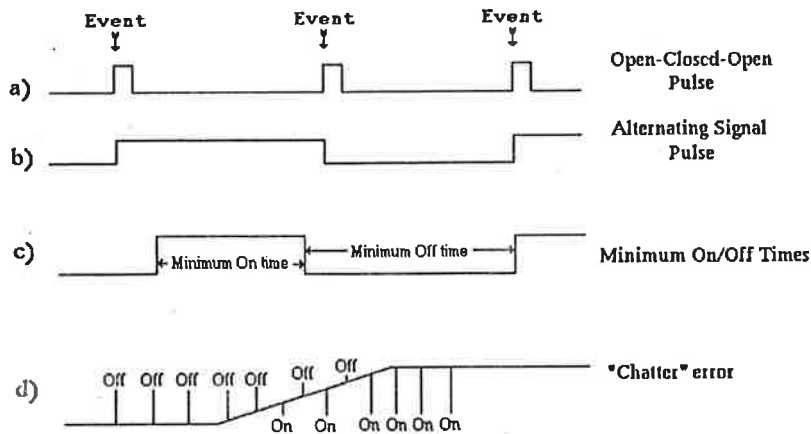 Event Event Event
a) Open-Closed-Open
Pulse
b) Alternating Signal
Pulse
c) Minimum On time Minimum Off time Minimum On/Off Times
d) Off Off Off Off Off Off Off "Chatter" error
On On On On On On